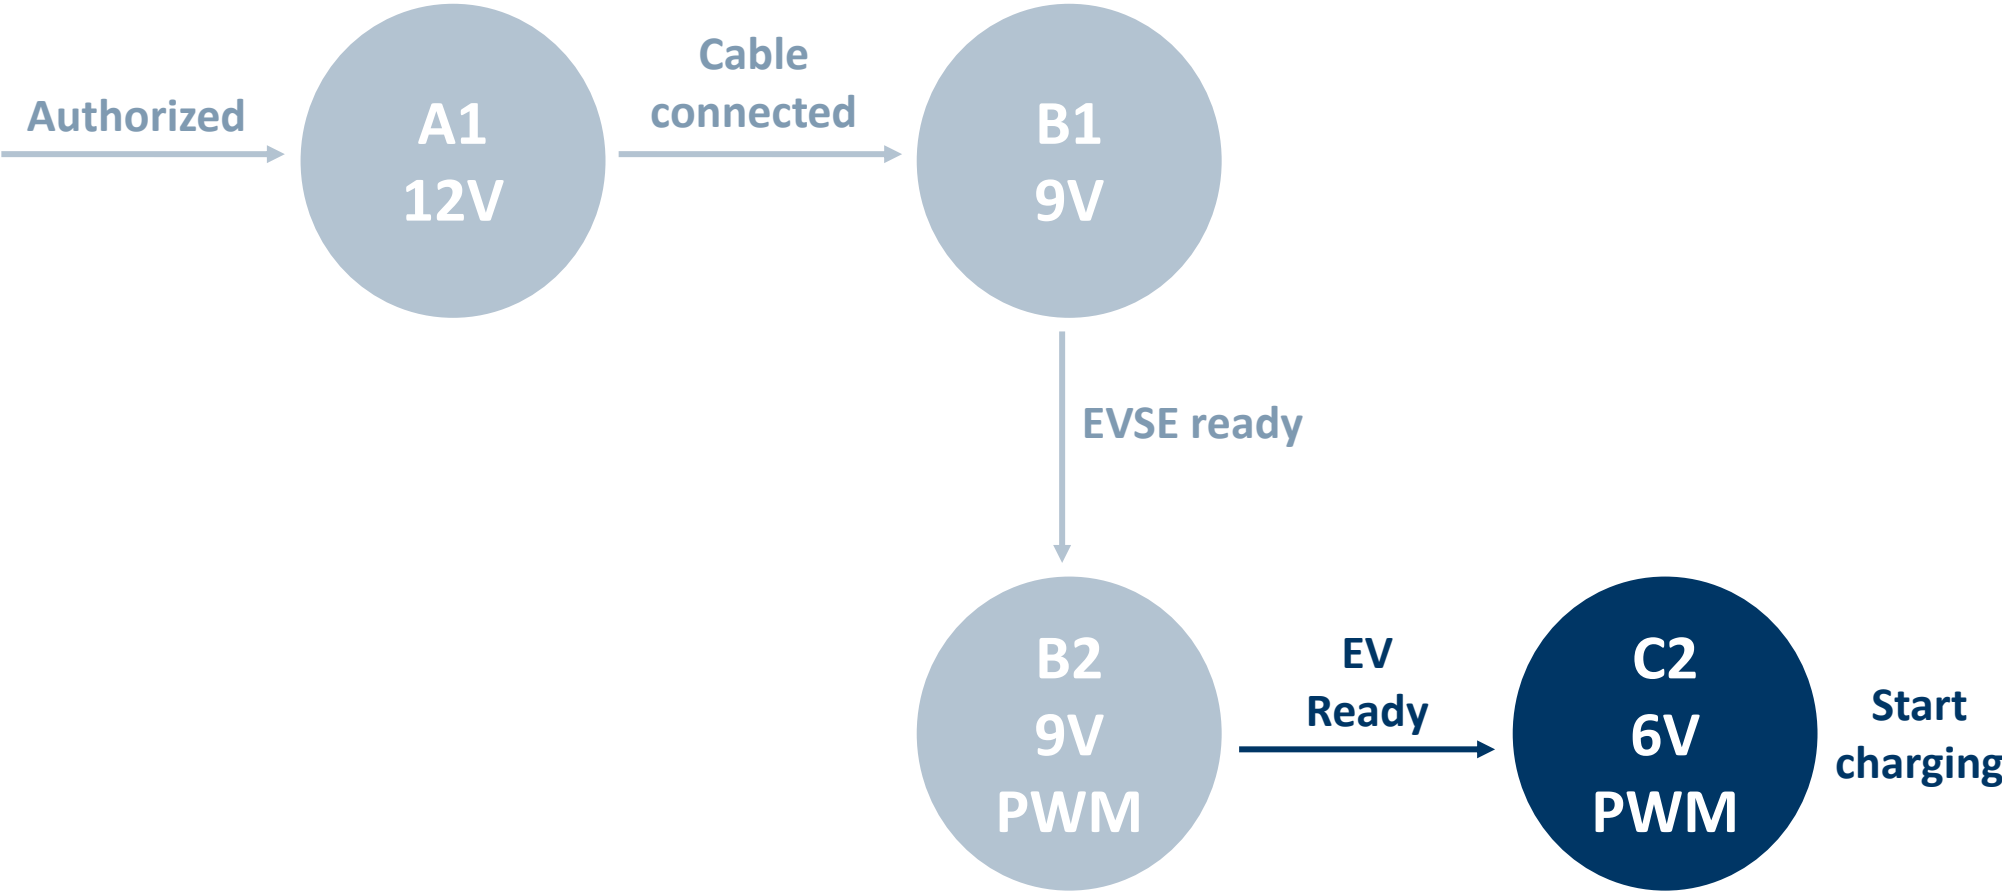 Authorized
A1
12V
Cable
connected
B1
9V
EVSE ready
B2
9V
PWM
EV
Ready
C2
6V
PWM
Start
charging